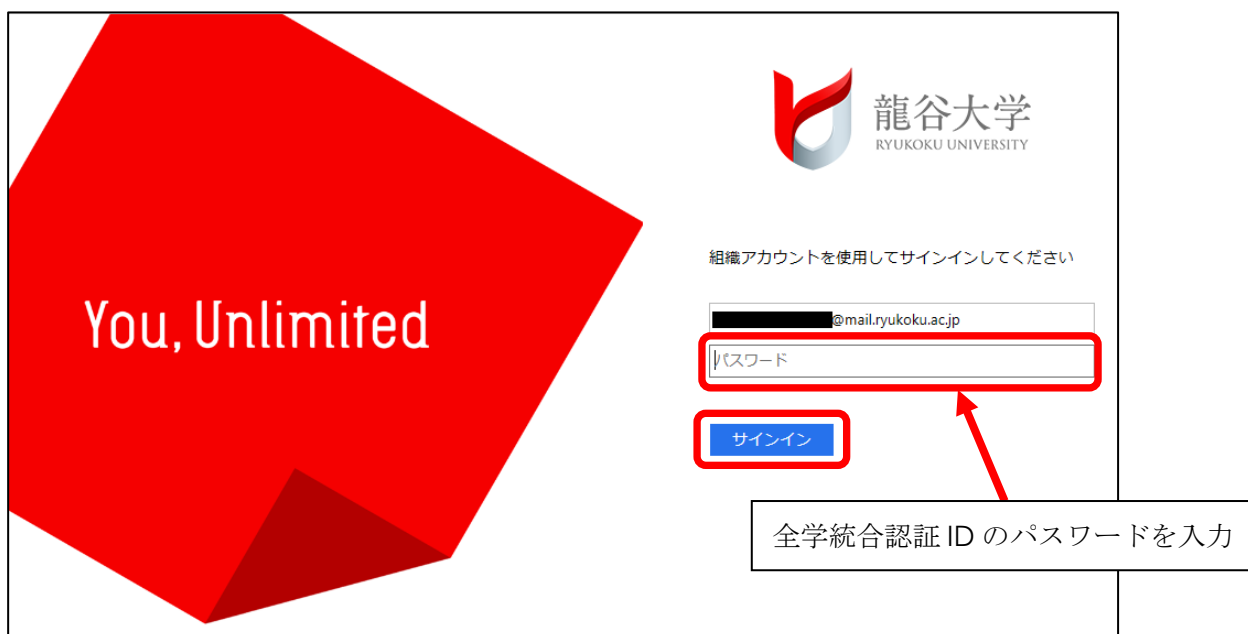 龍谷大学
RYUKOKU UNIVERSITY
You, Unlimited
組織アカウントを使用してサインインしてください
@mail.ryukoku.ac.jp
パスワード
サインイン
全学統合認証 ID のパスワードを入力